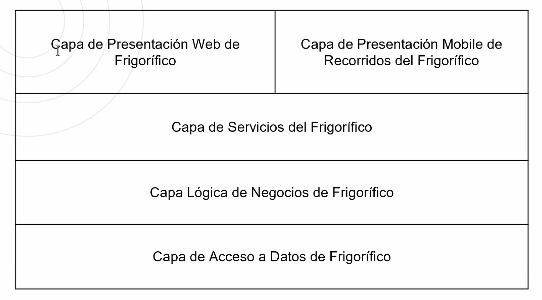 Capa de Presentación Web de
Frigorífico
Capa de Presentación Mobile de
Recorridos del Frigorífico
Capa de Servicios del Frigorífico
Capa Lógica de Negocios de Frigorífico
Capa de Acceso a Datos de Frigorífico